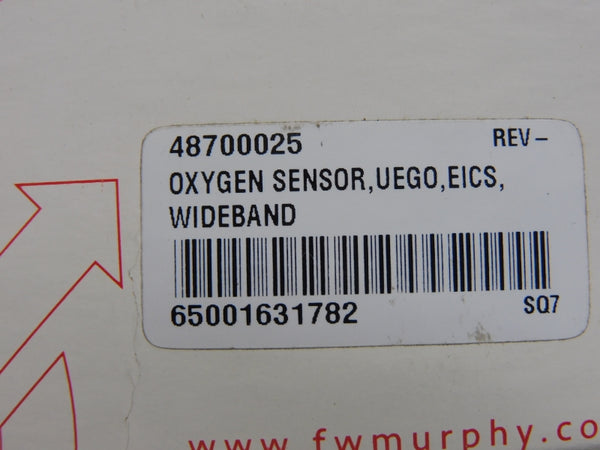 48700025 REV-
OXYGEN SENSOR,UEGO,EICS,
WIDEBAND
65001631782 SQ7
www.fwmurphy.co